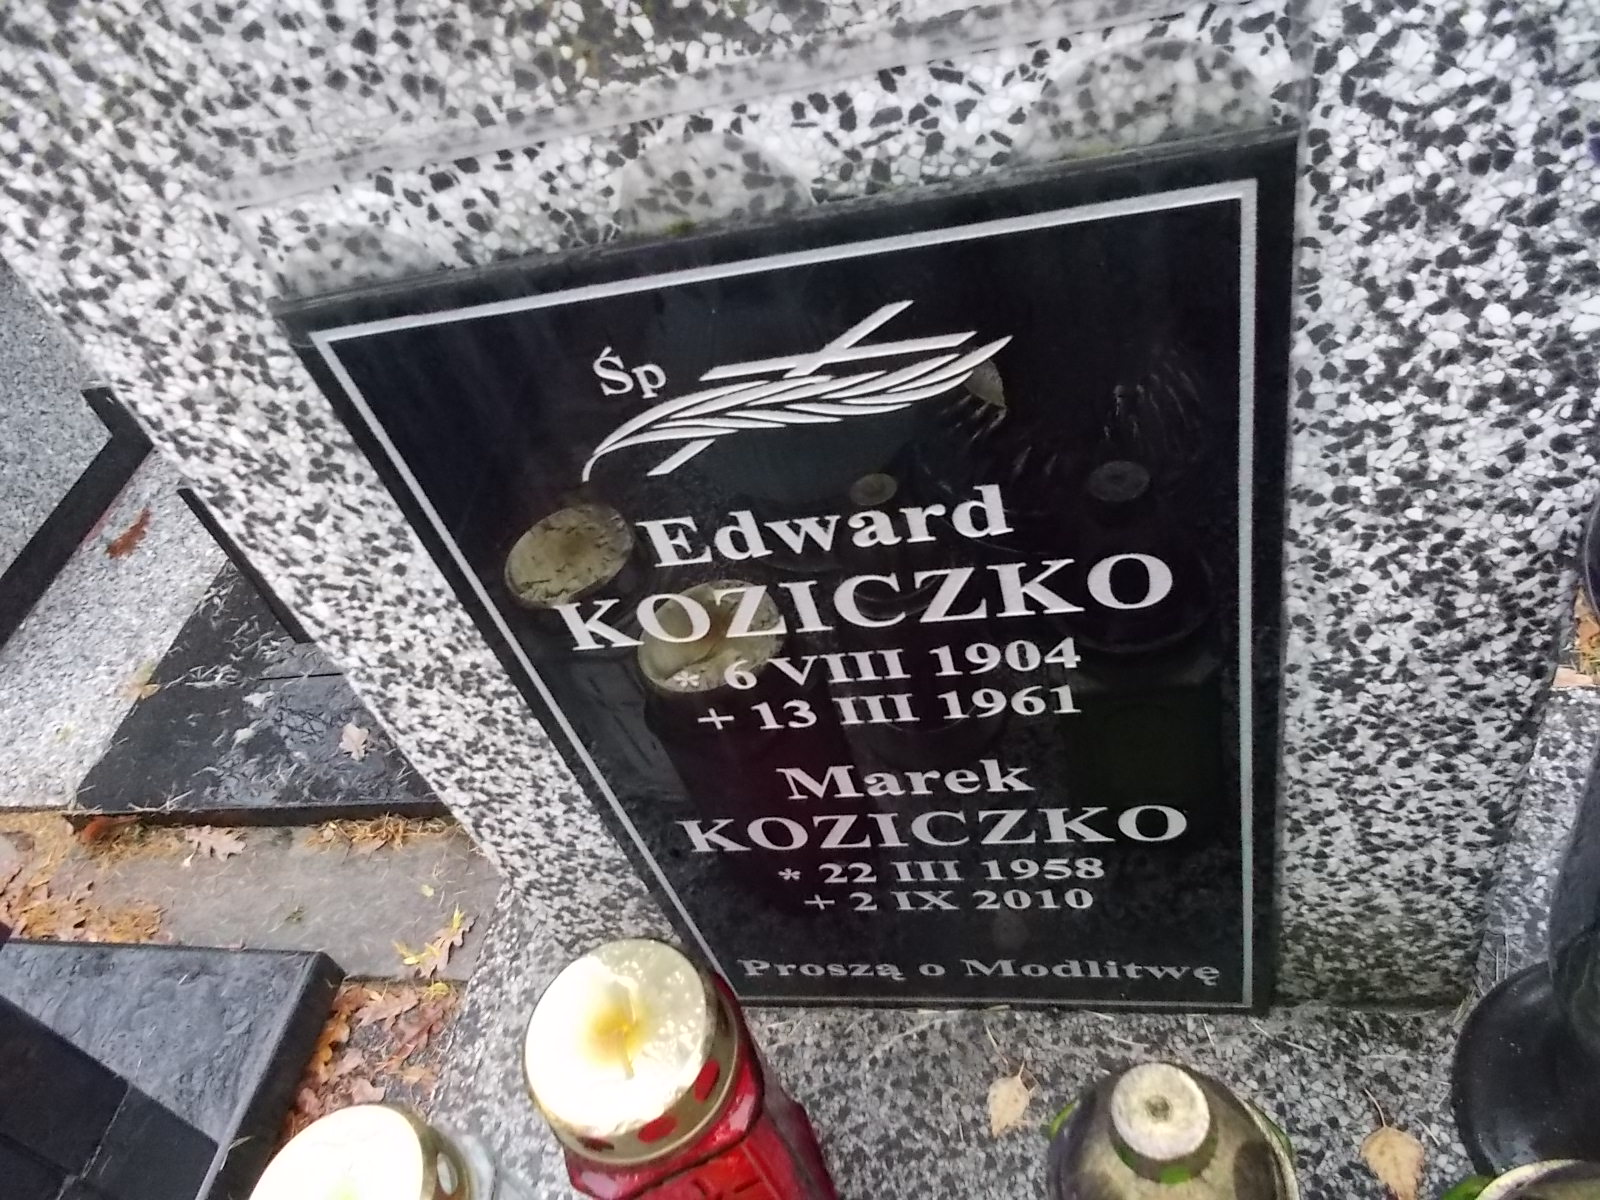 Śp
Edward
KOZICZKO
* 6 VIII 1904
+ 13 III 1961
Marek
KOZICZKO
* 22 III 1958
+ 2 IX 2010
Proszą o Modlitwę